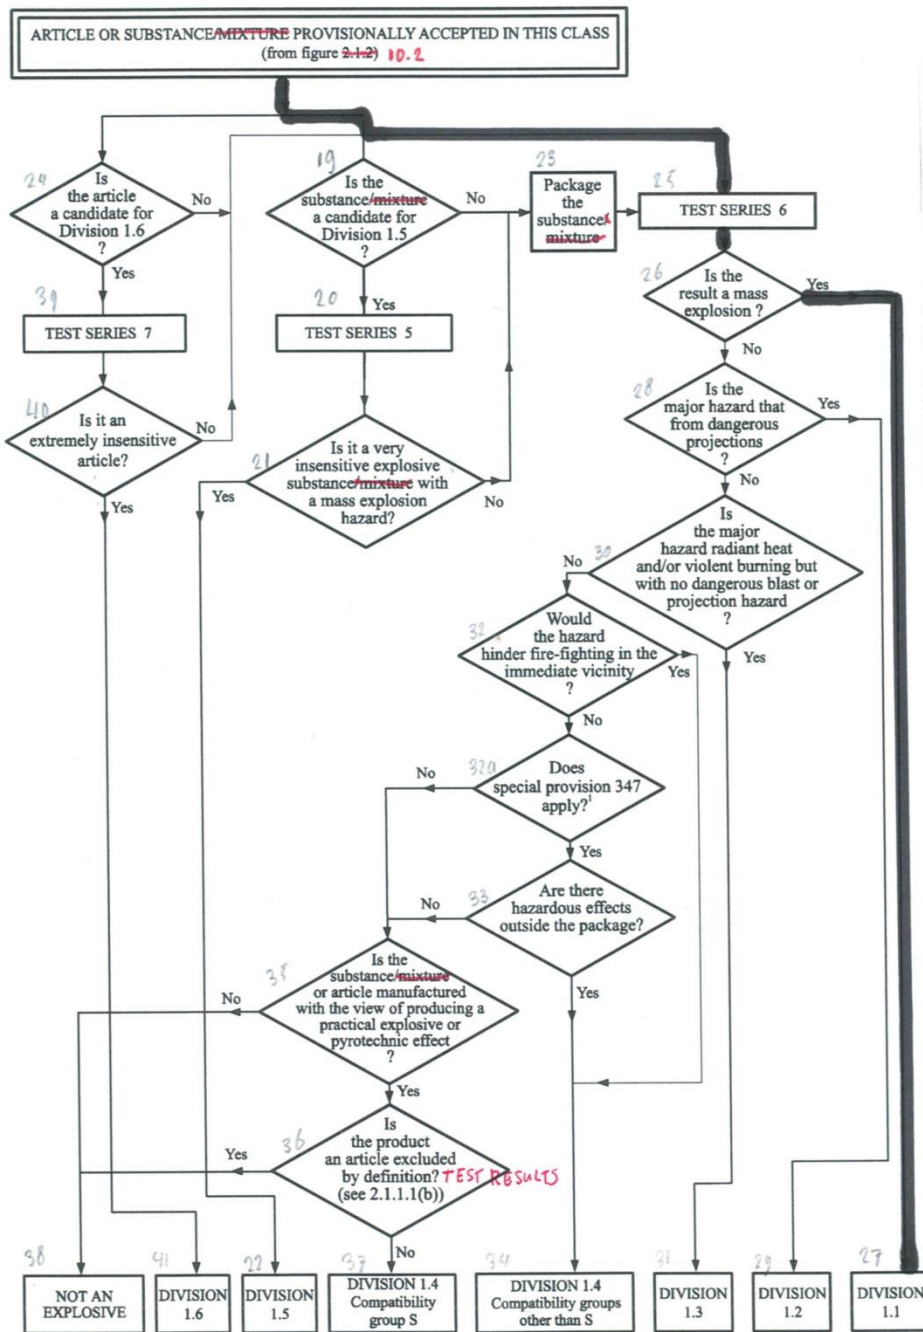 ARTICLE OR SUBSTANCE/MIXTURE PROVISIONALLY ACCEPTED IN THIS CLASS
(from figure 2.1.2) 10.2
24
Is
the article
a candidate for
Division 1.6
?
No
Yes
19
Is the
substance/mixture
a candidate for
Division 1.5
?
No
Yes
23
Package
the
substance/
mixture
25
TEST SERIES 6
39
TEST SERIES 7
20
TEST SERIES 5
26
Is the
result a mass
explosion ?
Yes
No
40
Is it an
extremely insensitive
article?
No
Yes
21
Is it a very
insensitive explosive
substance/mixture with
a mass explosion
hazard?
Yes
No
28
Is the
major hazard that
from dangerous
projections
?
Yes
No
30
Is
the major
hazard radiant heat
and/or violent burning but
with no dangerous blast or
projection hazard
?
No
Yes
32
Would
the hazard
hinder fire-fighting in the
immediate vicinity
?
Yes
No
32a
Does
special provision 347
apply?1
No
Yes
33
Are there
hazardous effects
outside the package?
No
Yes
35
Is the
substance/mixture
or article manufactured
with the view of producing a
practical explosive or
pyrotechnic effect
?
No
Yes
36
Is
the product
an article excluded
by definition? TEST RESULTS
(see 2.1.1.1(b))
Yes
No
38
NOT AN
EXPLOSIVE
41
DIVISION
1.6
22
DIVISION
1.5
37
DIVISION 1.4
Compatibility
group S
34
DIVISION 1.4
Compatibility groups
other than S
31
DIVISION
1.3
29
DIVISION
1.2
27
DIVISION
1.1